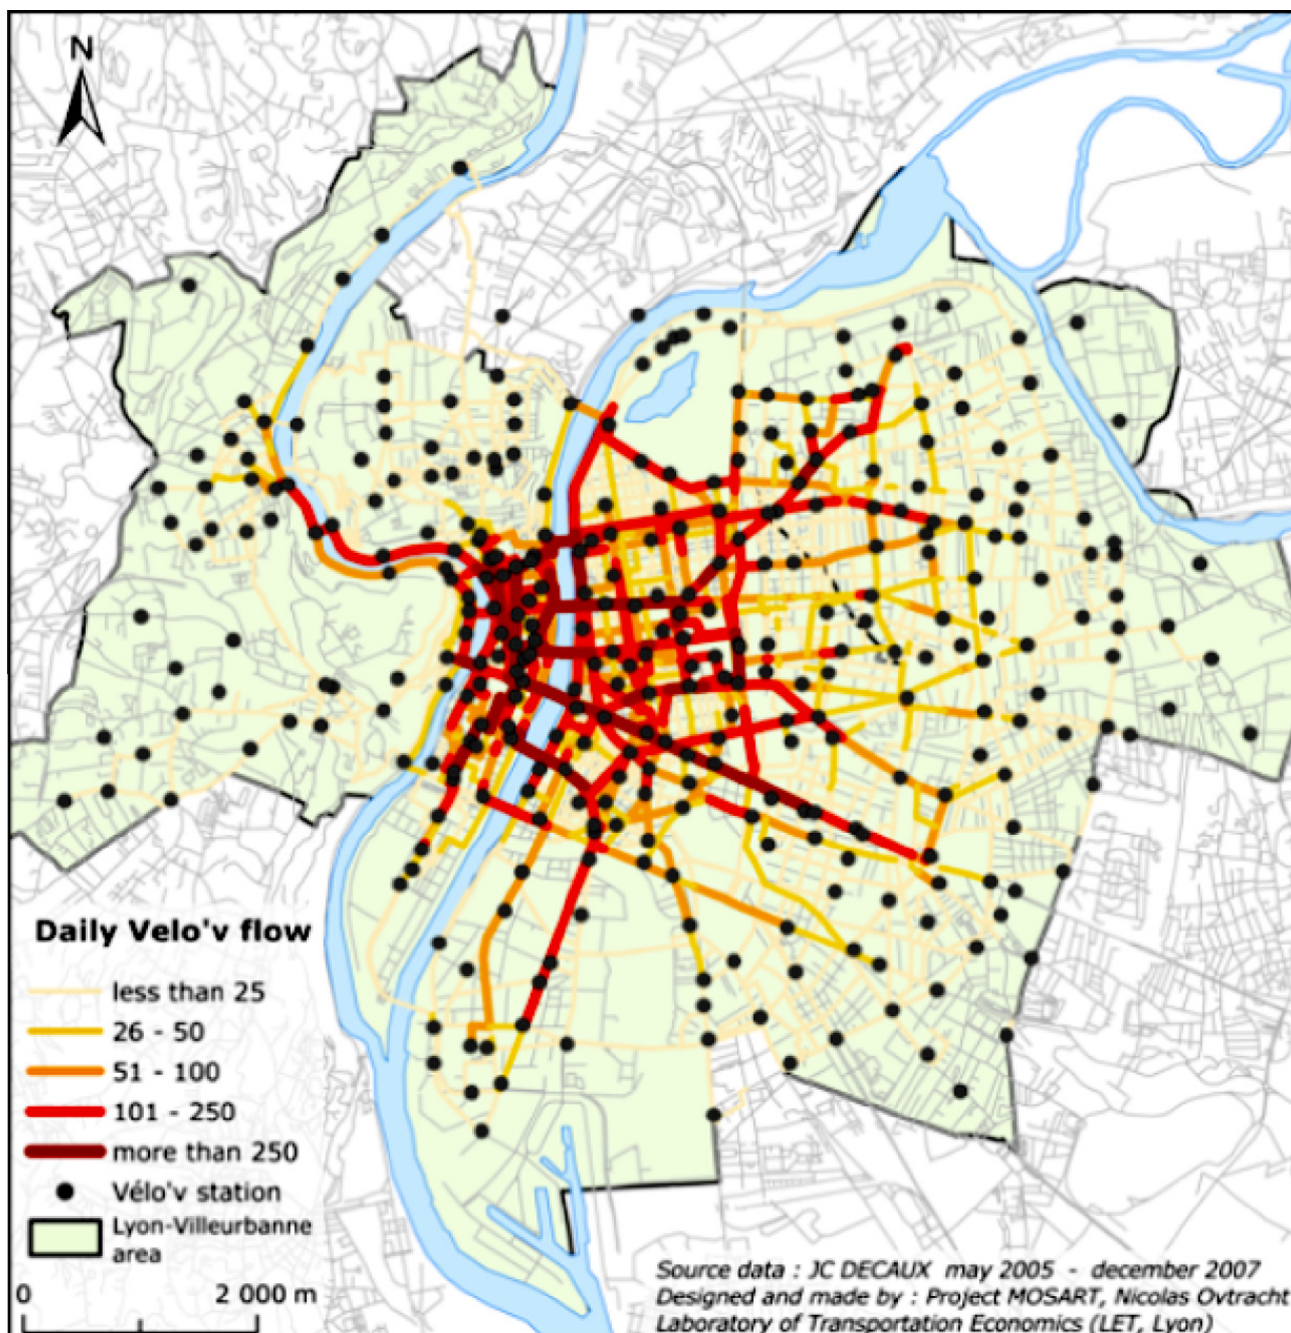 N
Daily Velo'v flow
less than 25
26 - 50
51 - 100
101 - 250
more than 250
Vélo'v station
Lyon-Villeurbanne
area
0 2 000 m
Source data : JC DECAUX may 2005 - december 2007
Designed and made by : Project MOSART, Nicolas Ovtracht
Laboratory of Transportation Economics (LET, Lyon)